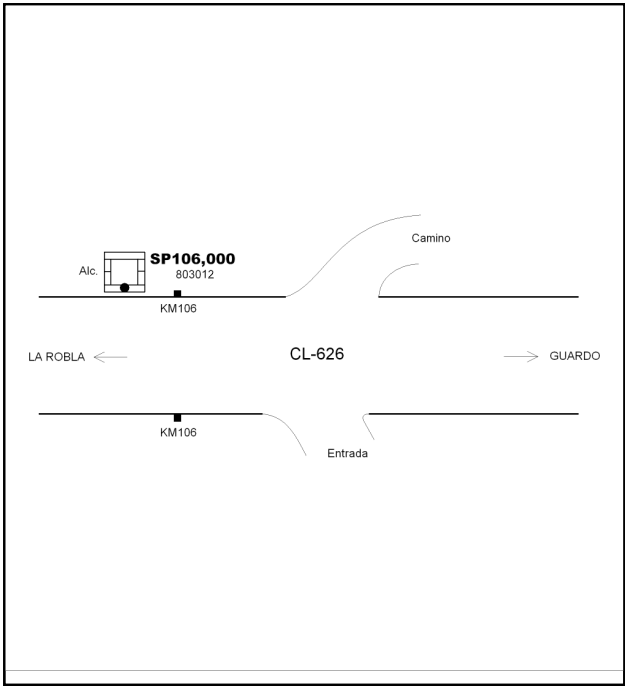 Camino
SP106,000
Alc.
803012
KM106
LA ROBLA
CL-626
GUARDO
KM106
Entrada